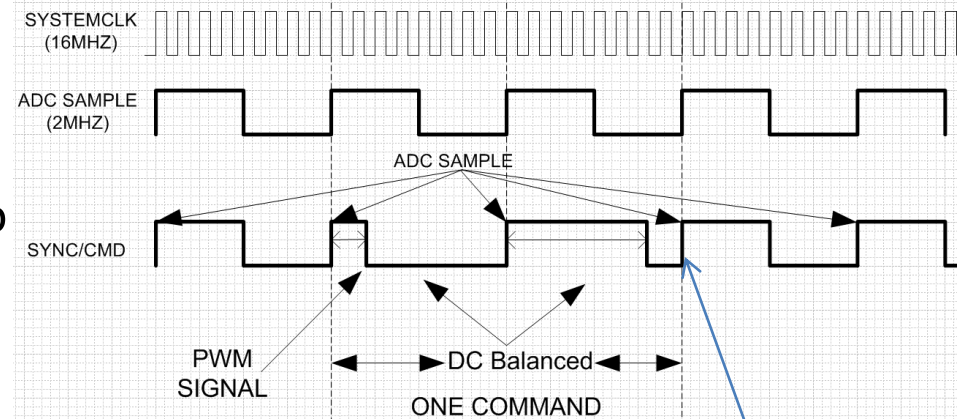 SYSTEMCLK
(16MHZ)
ADC SAMPLE
(2MHZ)
ADC SAMPLE
SYNC/CMD
PWM
SIGNAL
DC Balanced
ONE COMMAND